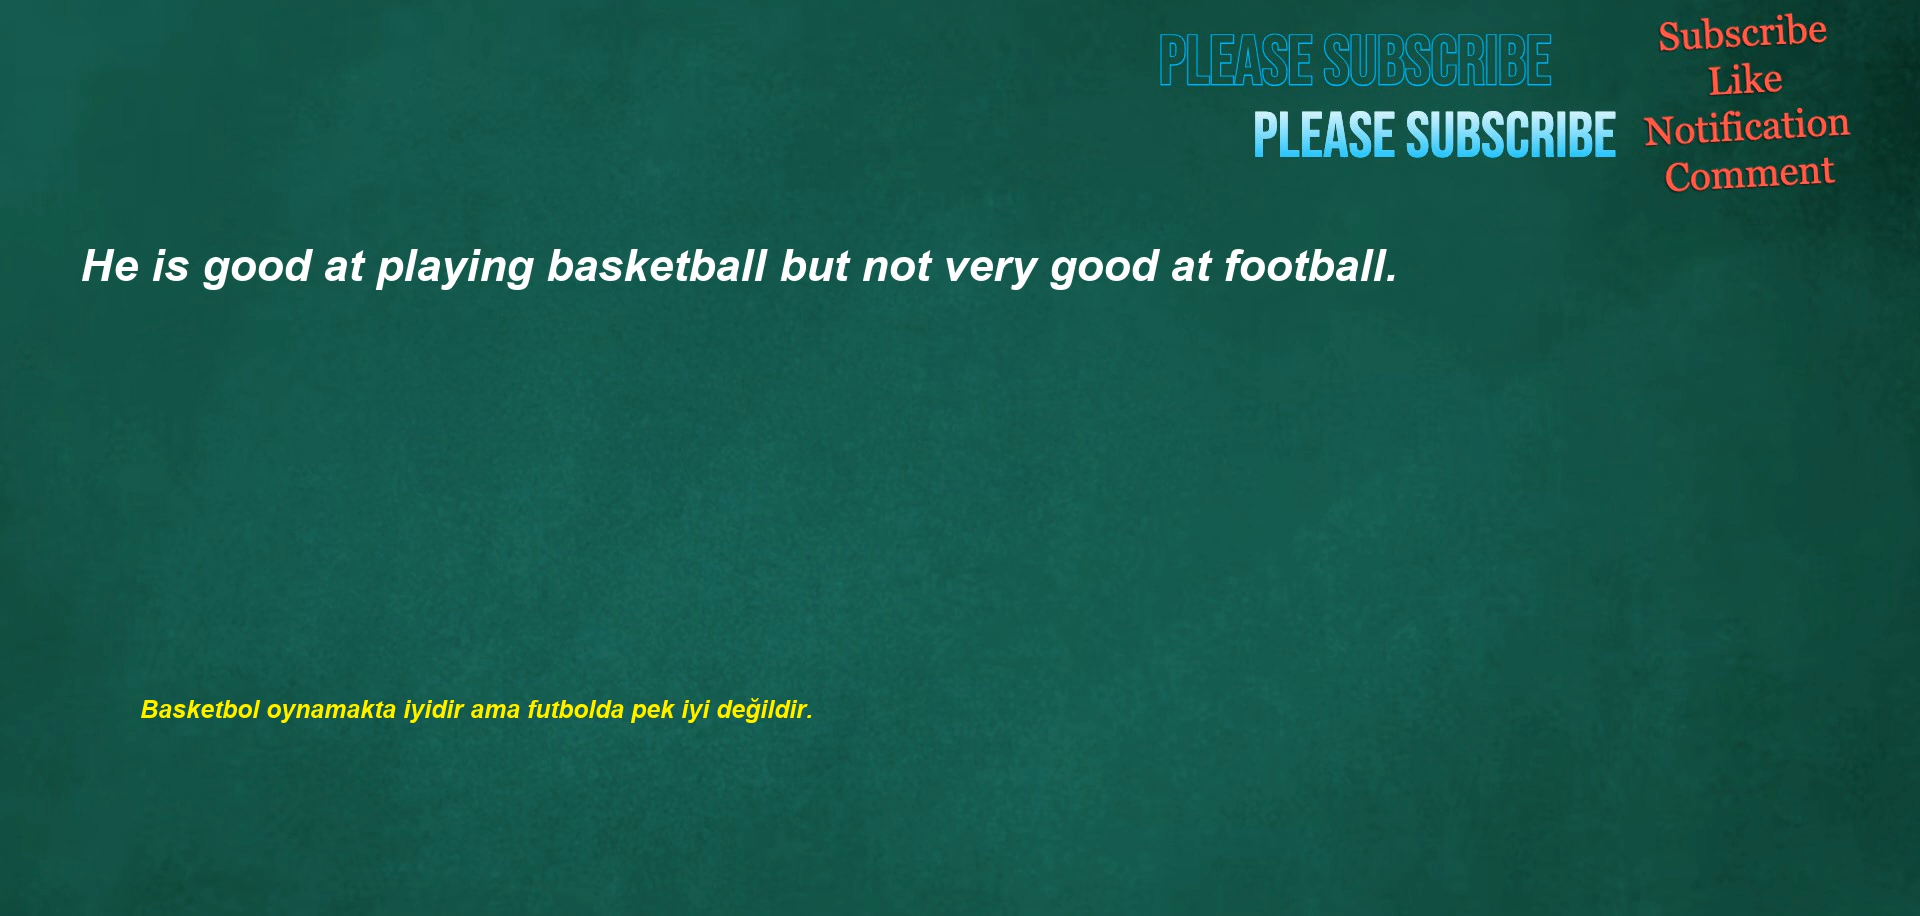 PLEASE SUBSCRIBE
PLEASE SUBSCRIBE
Subscribe
Like
Notification
Comment
He is good at playing basketball but not very good at football.
Basketbol oynamakta iyidir ama futbolda pek iyi değildir.